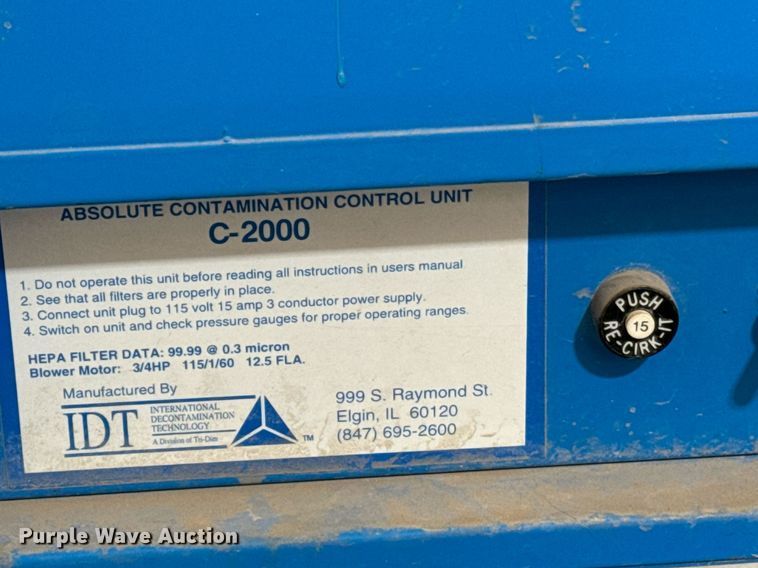 ABSOLUTE CONTAMINATION CONTROL UNIT
C-2000
1. Do not operate this unit before reading all instructions in users manual
2. See that all filters are properly in place.
3. Connect unit plug to 115 volt 15 amp 3 conductor power supply.
4. Switch on unit and check pressure gauges for proper operating ranges.
HEPA FILTER DATA: 99.99 @ 0.3 micron
Blower Motor: 3/4HP 115/1/60 12.5 FLA.
Manufactured By
IDT
INTERNATIONAL
DECONTAMINATION
TECHNOLOGY
A Division of Tri-Dim
TM
999 S. Raymond St.
Elgin, IL 60120
(847) 695-2600
PUSH
15
RE-CIRK-IT
Purple Wave Auction